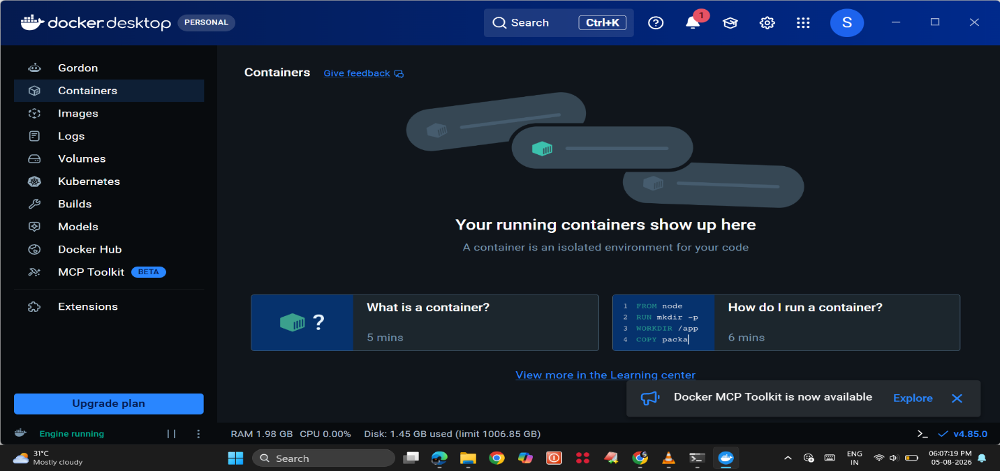 docker.desktop PERSONAL Search Ctrl+K 1 S
Gordon
Containers
Images
Logs
Volumes
Kubernetes
Builds
Models
Docker Hub
MCP Toolkit BETA
Extensions
Upgrade plan
Engine running
Containers Give feedback
Your running containers show up here
A container is an isolated environment for your code
?
What is a container?
5 mins
1 FROM node
2 RUN mkdir -p
3 WORKDIR /app
4 COPY packa
How do I run a container?
6 mins
View more in the Learning center
Docker MCP Toolkit is now available Explore
RAM 1.98 GB CPU 0.00% Disk: 1.45 GB used (limit 1006.85 GB) v4.85.0
31°C
Mostly cloudy
Search
ENG
IN
06:07:19 PM
05-08-2026